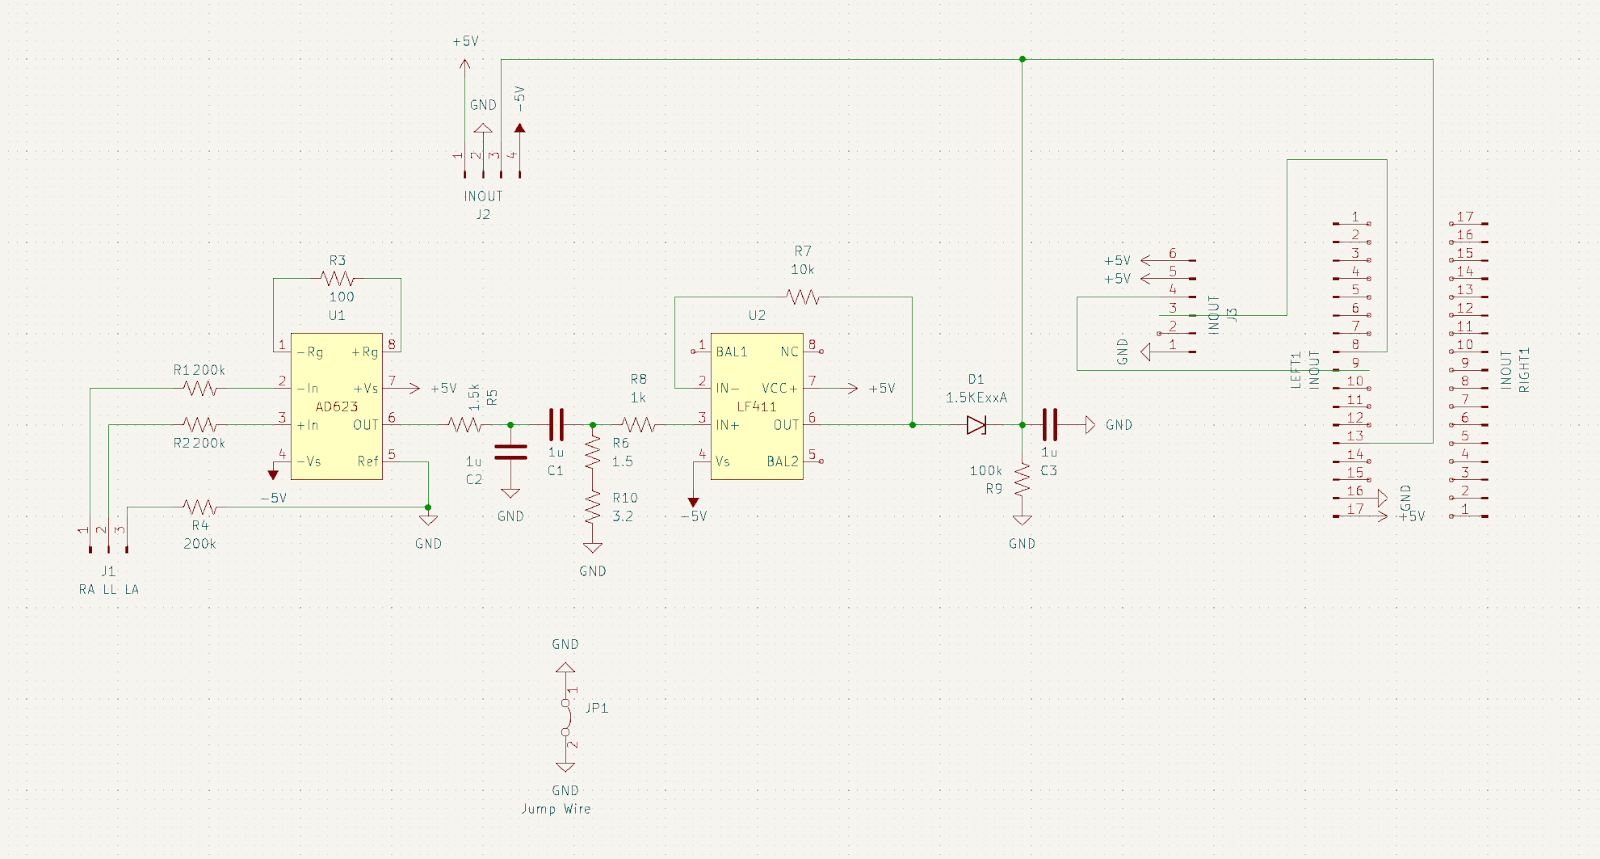 +5V
GND
-5V
1
2
3
4
INOUT
J2
R3
100
U1
1
-Rg
+Rg
8
R1
200k
2
-In
+Vs
7
+5V
AD623
R2
200k
3
+In
OUT
6
4
-Vs
Ref
5
-5V
R4
200k
GND
1
2
3
J1
RA LL LA
1.5k
R5
1u
C2
GND
1u
C1
R6
1.5
R10
3.2
GND
R8
1k
R7
10k
U2
1
BAL1
NC
8
2
IN-
VCC+
7
+5V
LF411
3
IN+
OUT
6
4
Vs
BAL2
5
-5V
D1
1.5KExxA
100k
R9
GND
1u
C3
GND
+5V
6
+5V
5
4
3
2
GND
1
INOUT
J3
1
2
3
4
5
6
7
8
9
10
11
12
13
14
15
16
17
GND
+5V
LEFT1
INOUT
17
16
15
14
13
12
11
10
9
8
7
6
5
4
3
2
1
INOUT
RIGHT1
GND
1
JP1
2
GND
Jump Wire